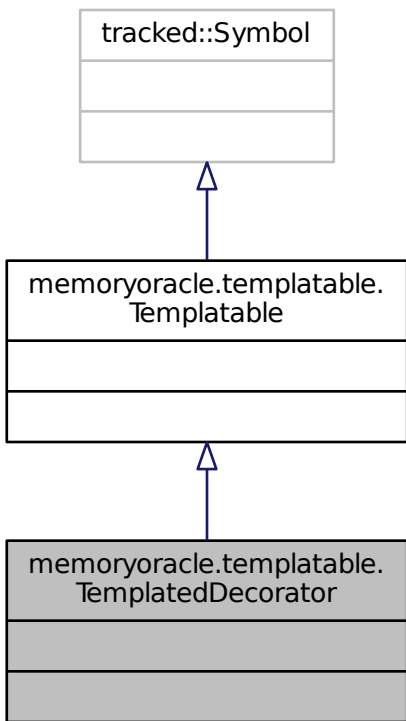 tracked::Symbol
memoryoracle.templatable.
Templatable
memoryoracle.templatable.
TemplatedDecorator